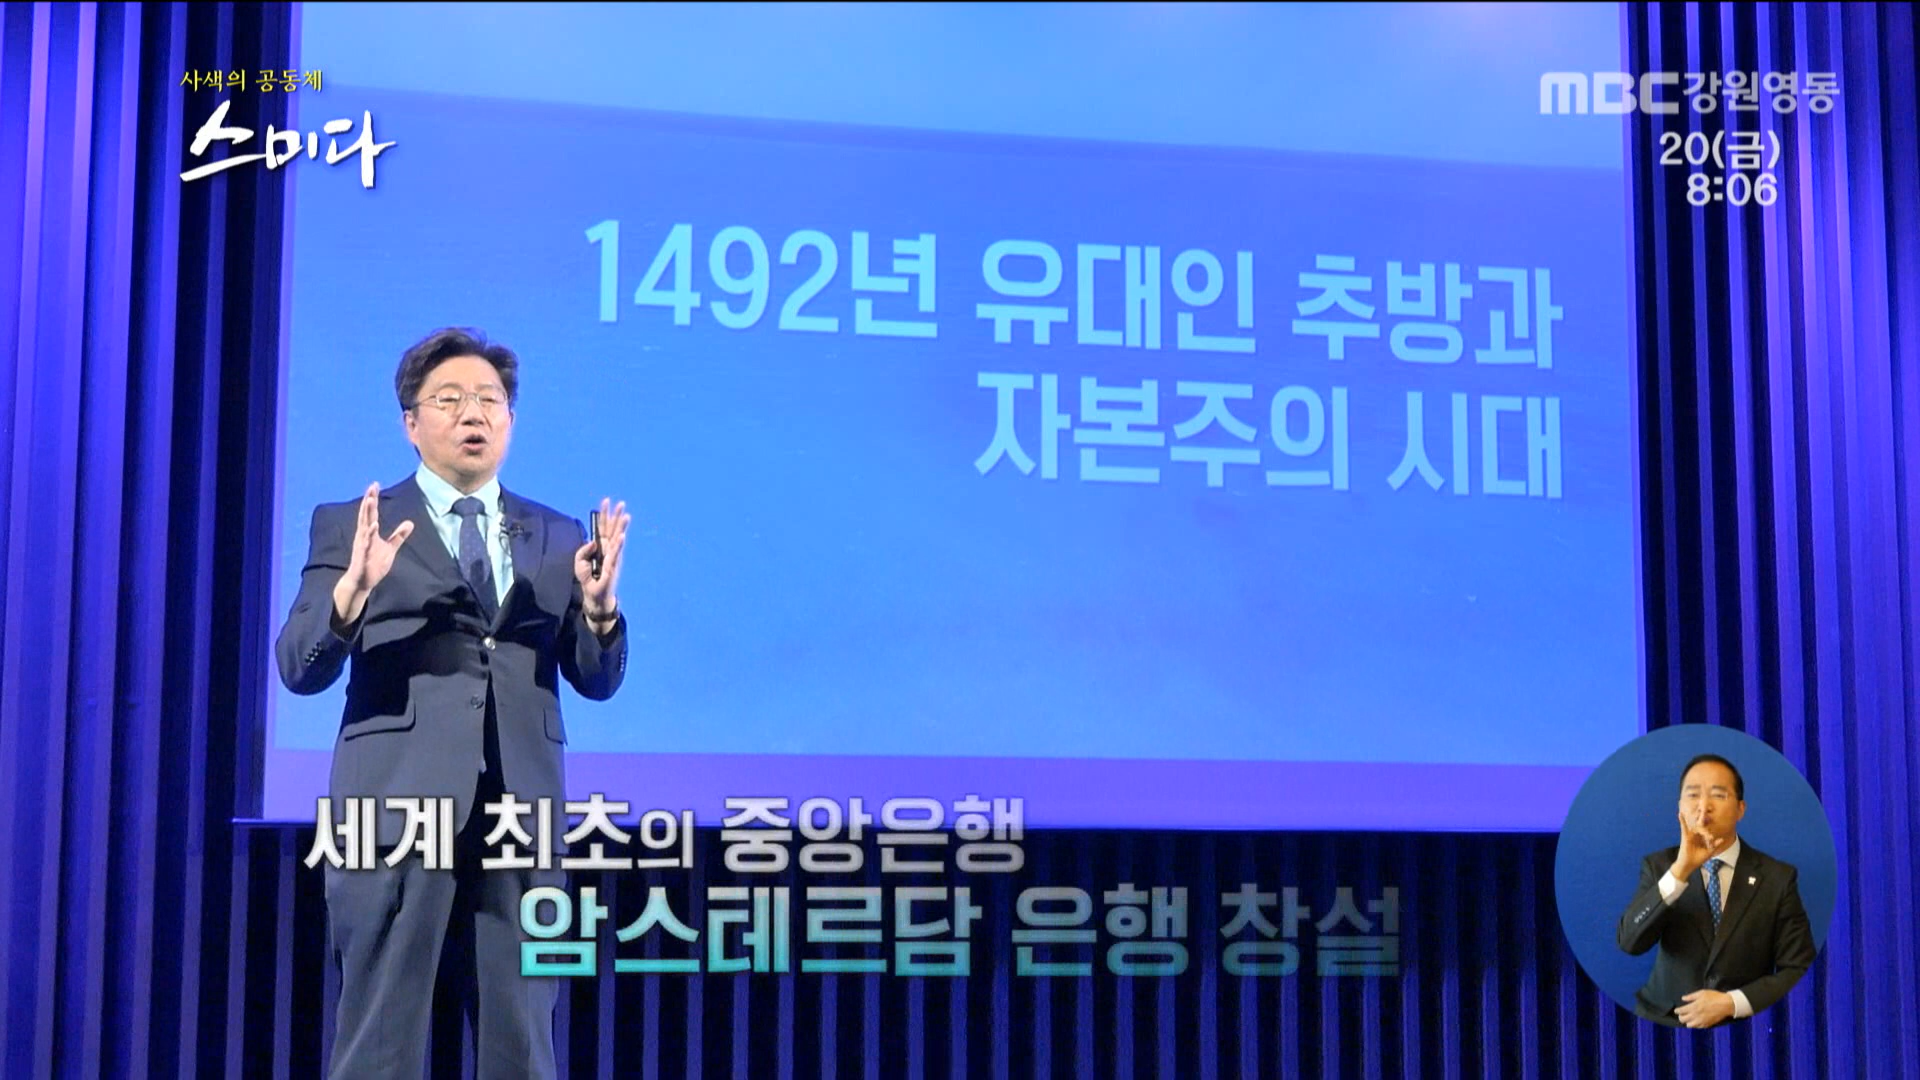 사색의 공동체
스미다
MBC강원영동
20(금)
8:06
1492년 유대인 추방과
자본주의 시대
세계 최초의 중앙은행
암스테르담 은행 창설